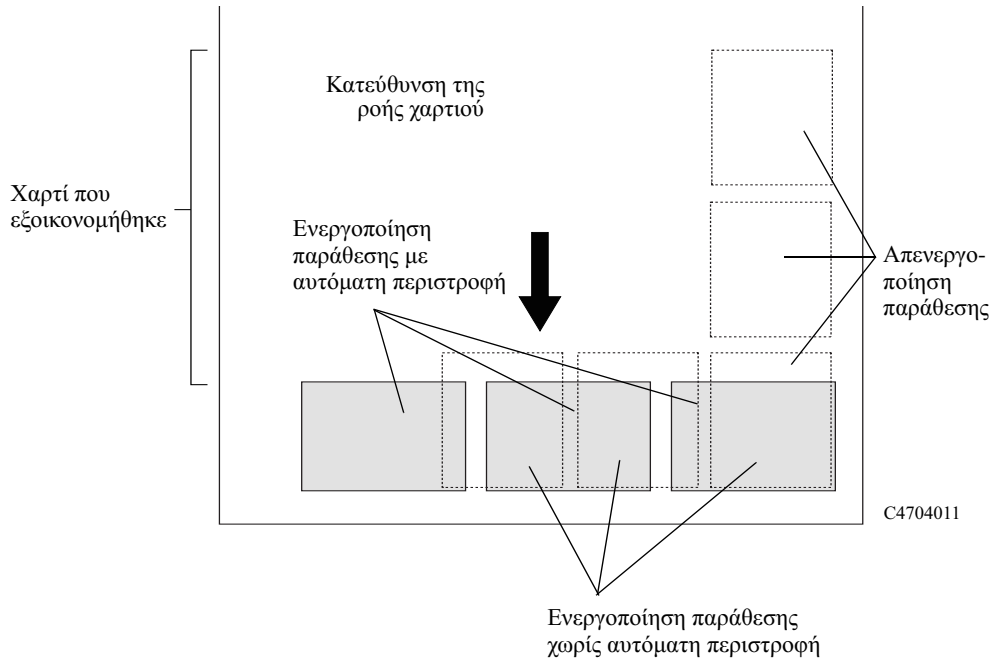 Κατεύθυνση της
ροής χαρτιού
Χαρτί που
εξοικονομήθηκε
Ενεργοποίηση
παράθεσης με
αυτόματη περιστροφή
Απενεργο-
ποίηση
παράθεσης
C4704011
Ενεργοποίηση παράθεσης
χωρίς αυτόματη περιστροφή